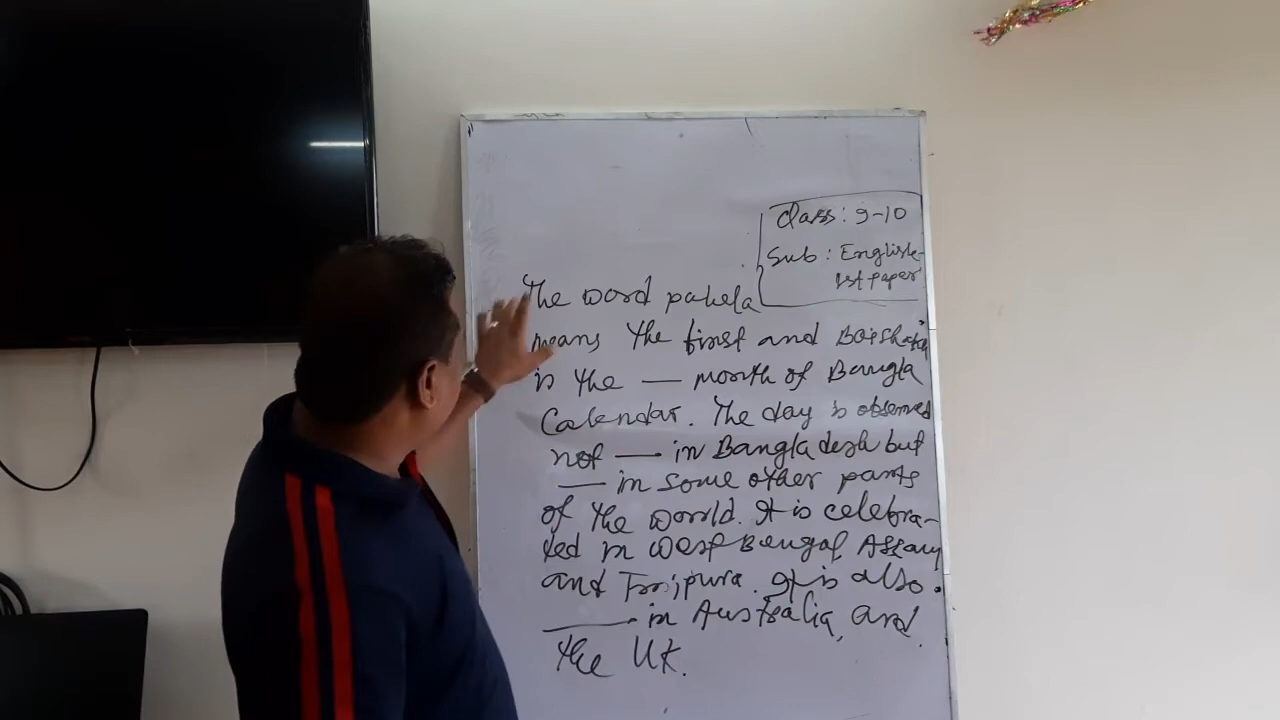 Class: 9-10
Sub: English
1st paper
The word pahela
means the first and Boishakh
is the — month of Bangla
Calendar. The day is observed
not — in Bangladesh but
— in some other parts
of the world. It is celebra-
ted in West Bengal Assam
and Tripura. It is also
— in Australia, and
the UK.